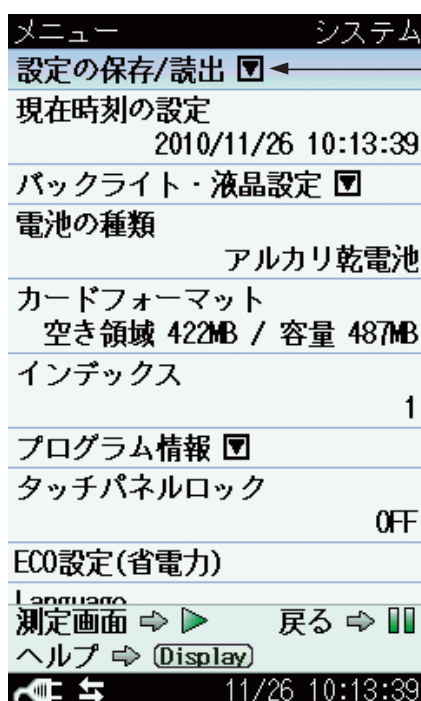 メニュー システム
設定の保存/読出 ▼
現在時刻の設定
2010/11/26 10:13:39
バックライト・液晶設定 ▼
電池の種類
アルカリ乾電池
カードフォーマット
空き領域 422MB / 容量 487MB
インデックス
1
プログラム情報 ▼
タッチパネルロック
OFF
ECO設定(省電力)
Language
測定画面 ⇨ ▷ 戻る ⇨ ▯▯
ヘルプ ⇨ (Display)
11/26 10:13:39